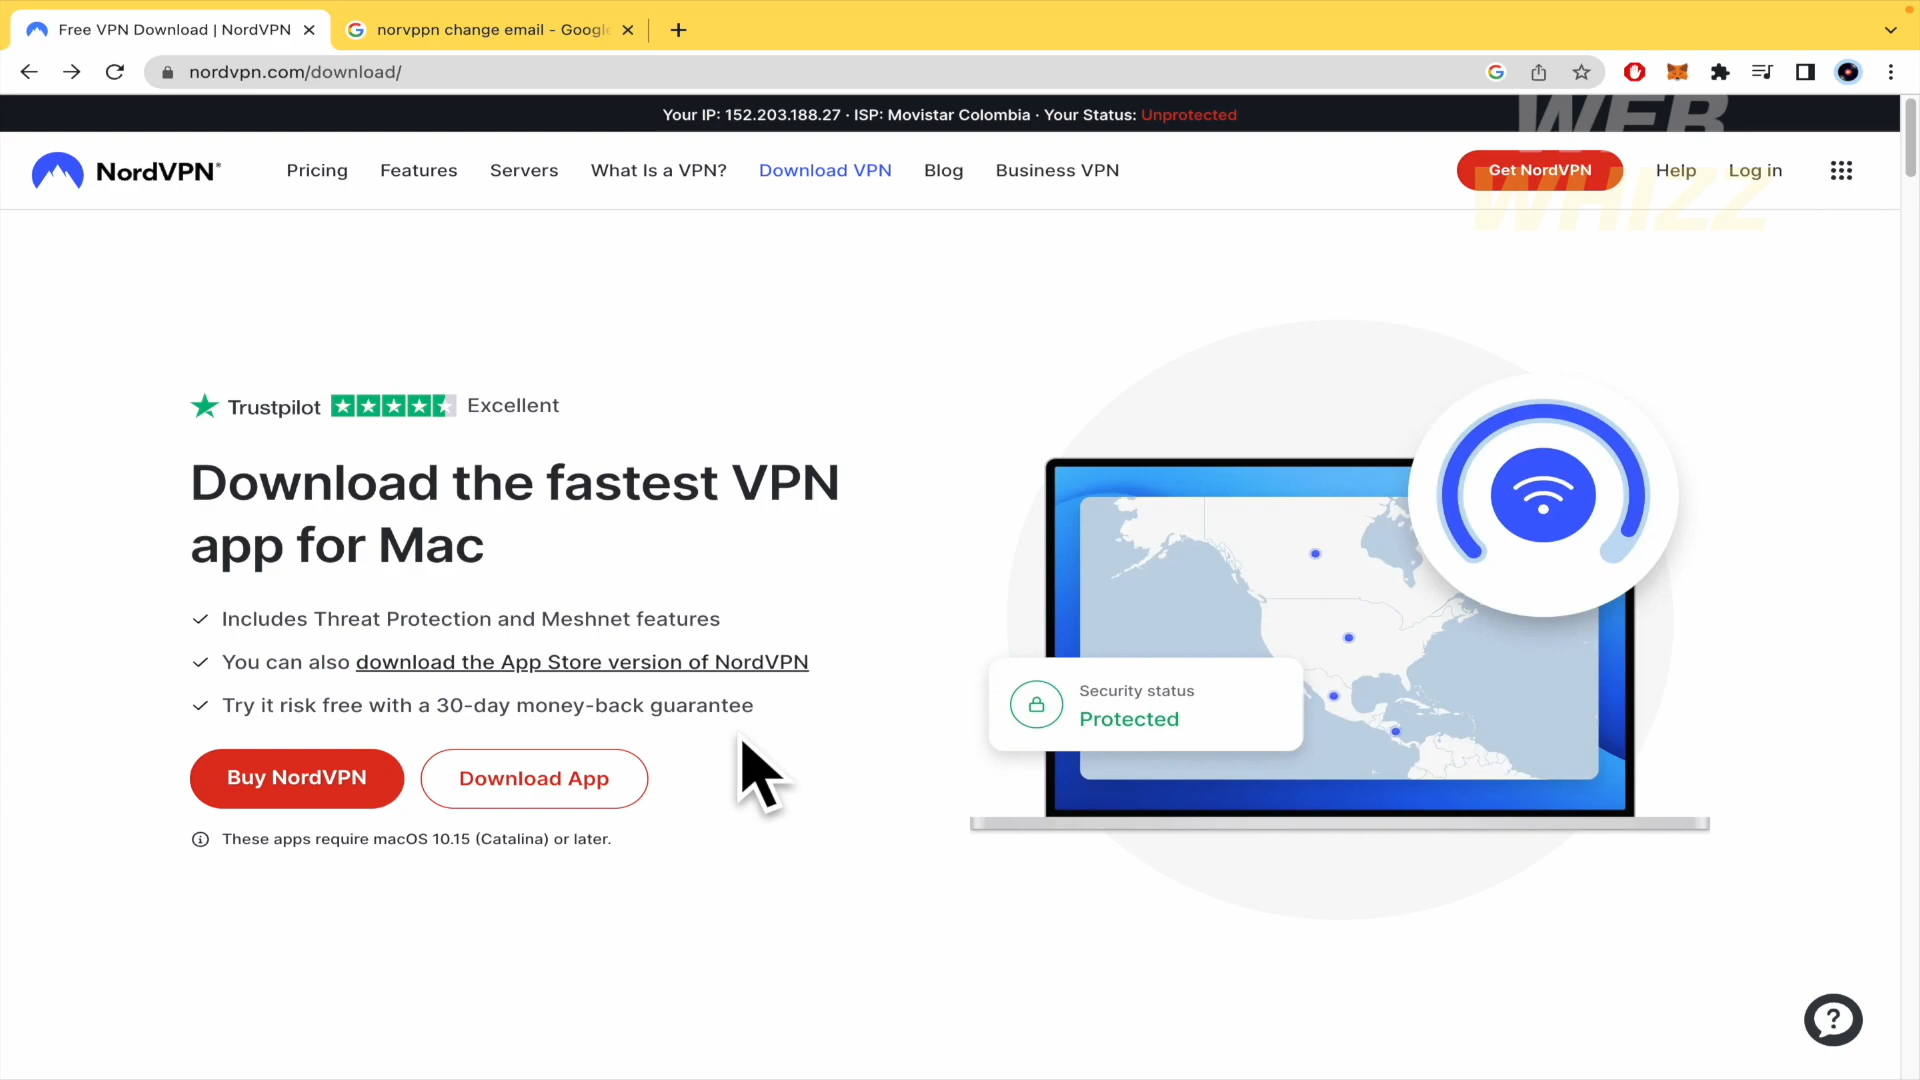 Free VPN Download | NordVPN
norvppn change email - Google
nordvpn.com/download/
Your IP: 152.203.188.27 · ISP: Movistar Colombia · Your Status: Unprotected
WEB
WHIZZ
NordVPN®
Pricing
Features
Servers
What Is a VPN?
Download VPN
Blog
Business VPN
Get NordVPN
Help
Log in
Trustpilot
Excellent
Download the fastest VPN
app for Mac
Includes Threat Protection and Meshnet features
You can also download the App Store version of NordVPN
Try it risk free with a 30-day money-back guarantee
Buy NordVPN
Download App
These apps require macOS 10.15 (Catalina) or later.
Security status
Protected